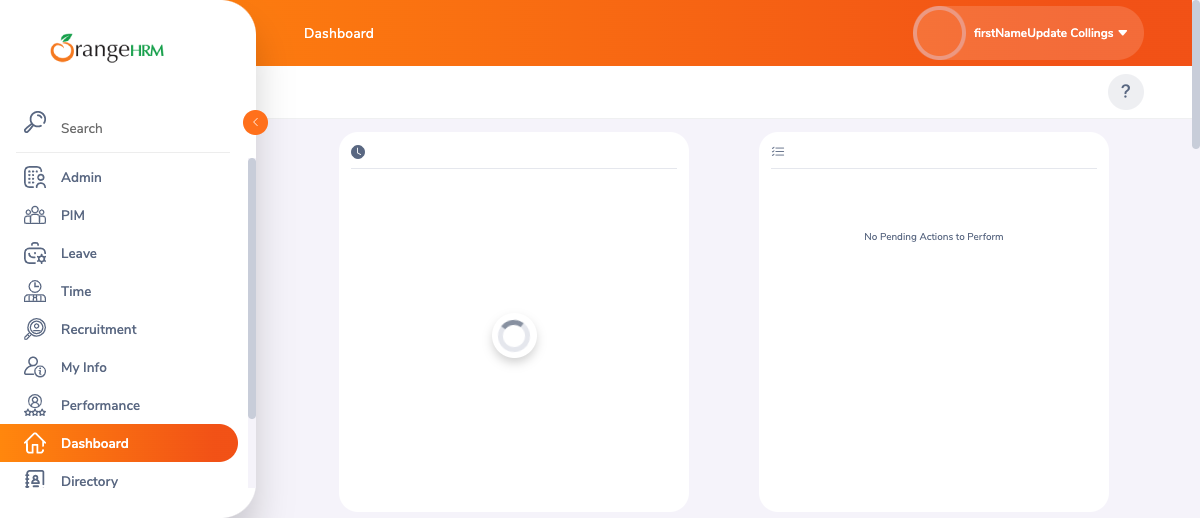 OrangeHRM
Search
Admin
PIM
Leave
Time
Recruitment
My Info
Performance
Dashboard
Directory
Dashboard
firstNameUpdate Collings
?
No Pending Actions to Perform